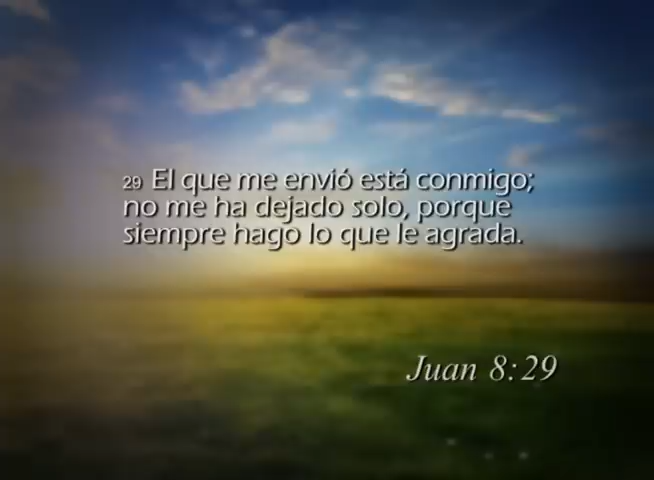 29 El que me envió está conmigo;
no me ha dejado solo, porque
siempre hago lo que le agrada.
Juan 8:29